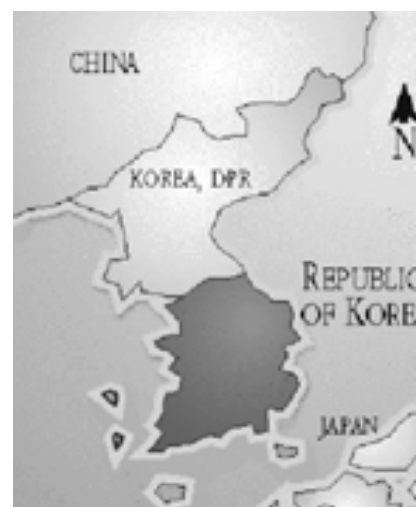 CHINA
N
KOREA, DPR
REPUBLIC
OF KORE
JAPAN